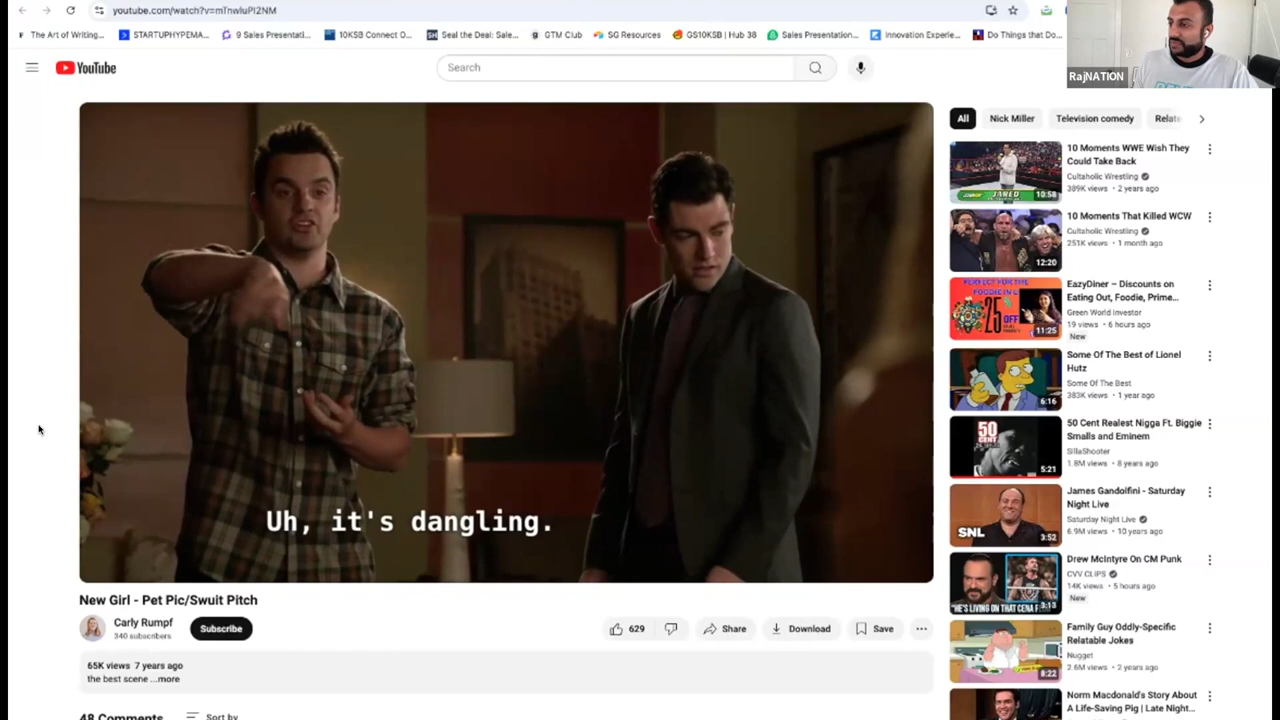 youtube.com/watch?v=mTnwIuPI2NM
The Art of Writing...
STARTUPHYPEMA...
9 Sales Presentati...
10KSB Connect O...
Seal the Deal: Sale...
GTM Club
SG Resources
GS10KSB | Hub 38
Sales Presentation...
Innovation Experie...
Do Things that Do...
RajNATION
YouTube
Search
All
Nick Miller
Television comedy
Relate
Uh, it's dangling.
New Girl - Pet Pic/Swuit Pitch
Carly Rumpf
340 subscribers
Subscribe
629
Share
Download
Save
65K views 7 years ago
the best scene ...more
48 Comments
Sort by
10 Moments WWE Wish They
Could Take Back
Cultaholic Wrestling
389K views • 2 years ago
10:58
10 Moments That Killed WCW
Cultaholic Wrestling
251K views • 1 month ago
12:20
EazyDiner – Discounts on
Eating Out, Foodie, Prime...
Green World Investor
19 views • 6 hours ago
New
25
OFF
11:25
Some Of The Best of Lionel
Hutz
Some Of The Best
383K views • 1 year ago
6:16
50 Cent Realest Nigga Ft. Biggie
Smalls and Eminem
SillaShooter
1.8M views • 8 years ago
50
CENT
5:21
James Gandolfini - Saturday
Night Live
Saturday Night Live
6.9M views • 10 years ago
SNL
3:52
Drew McIntyre On CM Punk
CVV CLIPS
14K views • 5 hours ago
New
"HE'S LIVING ON THAT CENA F
3:13
Family Guy Oddly-Specific
Relatable Jokes
Nugget
2.6M views • 2 years ago
8:22
Norm Macdonald's Story About
A Life-Saving Pig | Late Night...